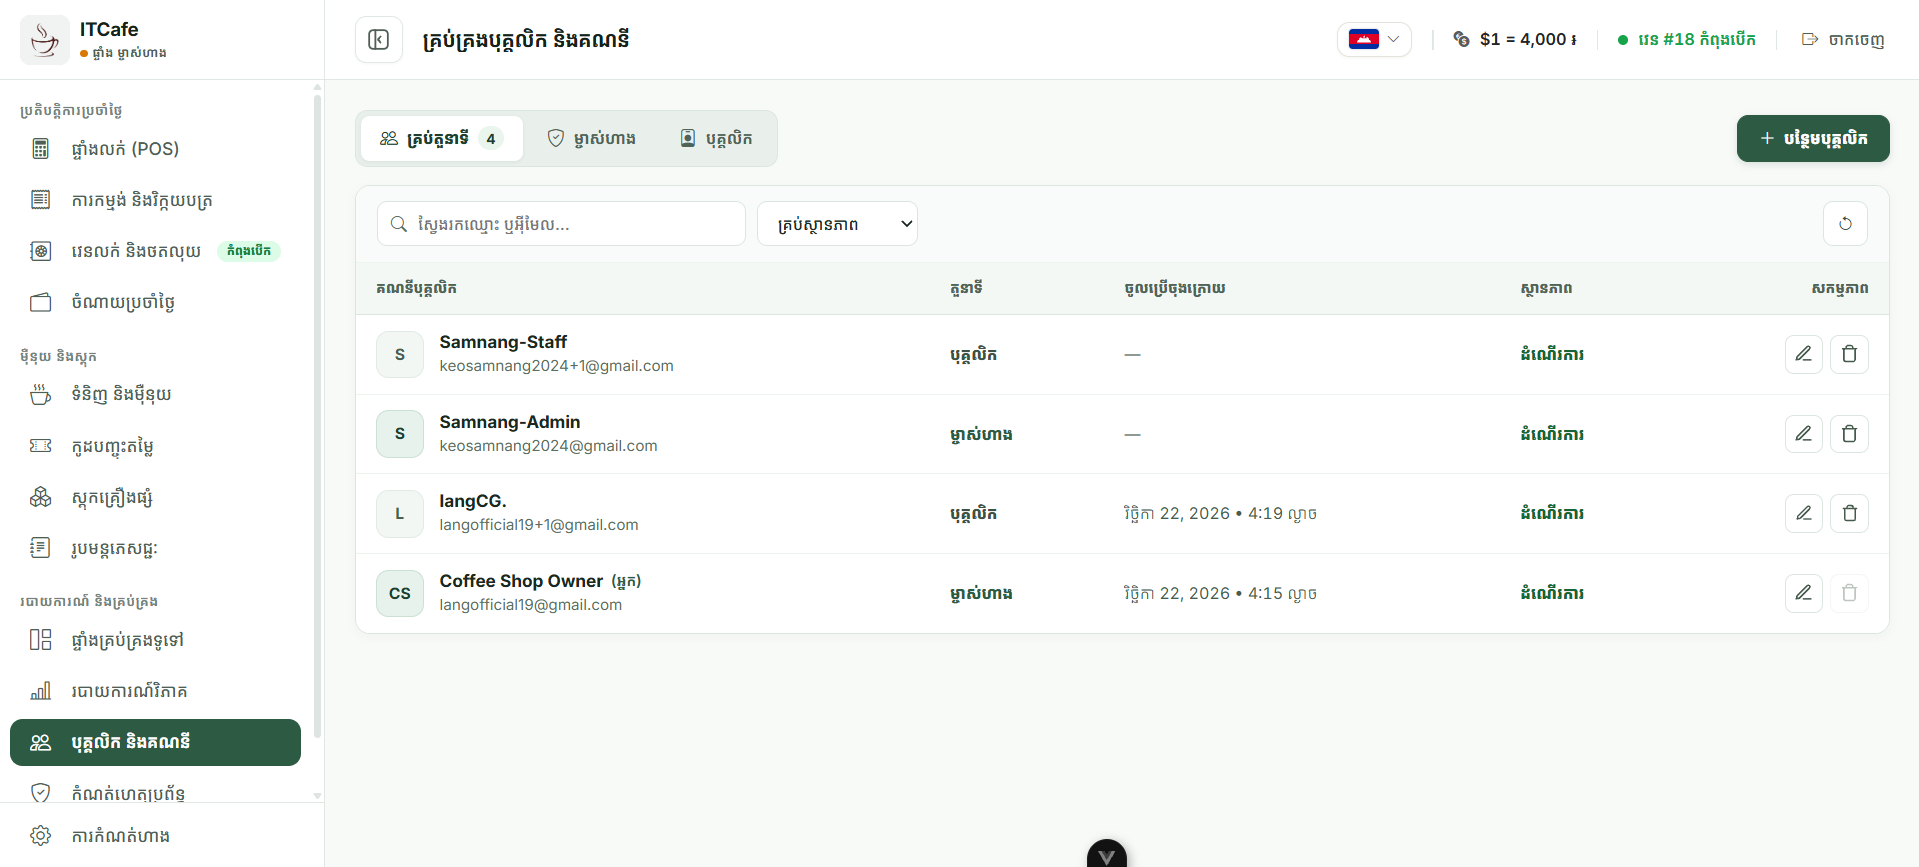 ITCafe
ផ្ទាំង ម្ចាស់ហាង
ប្រតិបត្តិការប្រចាំថ្ងៃ
ផ្ទាំងលក់ (POS)
ការកម្មង់ និងវិក្កយបត្រ
វេនលក់ និងថតលុយ
កំពុងបើក
ចំណាយប្រចាំថ្ងៃ
ម៉ឺនុយ និងស្តុក
ទំនិញ និងម៉ឺនុយ
កូដបញ្ចុះតម្លៃ
ស្តុកគ្រឿងផ្សំ
រូបមន្តភេសជ្ជៈ
របាយការណ៍ និងគ្រប់គ្រង
ផ្ទាំងគ្រប់គ្រងទូទៅ
របាយការណ៍វិភាគ
បុគ្គលិក និងគណនី
កំណត់ហេតុប្រព័ន្ធ
ការកំណត់ហាង
គ្រប់គ្រងបុគ្គលិក និងគណនី
$1 = 4,000 ៛
វេន #18 កំពុងបើក
ចាកចេញ
គ្រប់តួនាទី 4
ម្ចាស់ហាង
បុគ្គលិក
+ បន្ថែមបុគ្គលិក
ស្វែងរកឈ្មោះ ឬអ៊ីមែល...
គ្រប់ស្ថានភាព
គណនីបុគ្គលិក តួនាទី ចូលប្រើចុងក្រោយ ស្ថានភាព សកម្មភាព
S
Samnang-Staff
keosamnang2024+1@gmail.com
បុគ្គលិក — ដំណើរការ
S
Samnang-Admin
keosamnang2024@gmail.com
ម្ចាស់ហាង — ដំណើរការ
L
langCG.
langofficial19+1@gmail.com
បុគ្គលិក វិច្ឆិកា 22, 2026 • 4:19 ល្ងាច ដំណើរការ
CS
Coffee Shop Owner (អ្នក)
langofficial19@gmail.com
ម្ចាស់ហាង វិច្ឆិកា 22, 2026 • 4:15 ល្ងាច ដំណើរការ